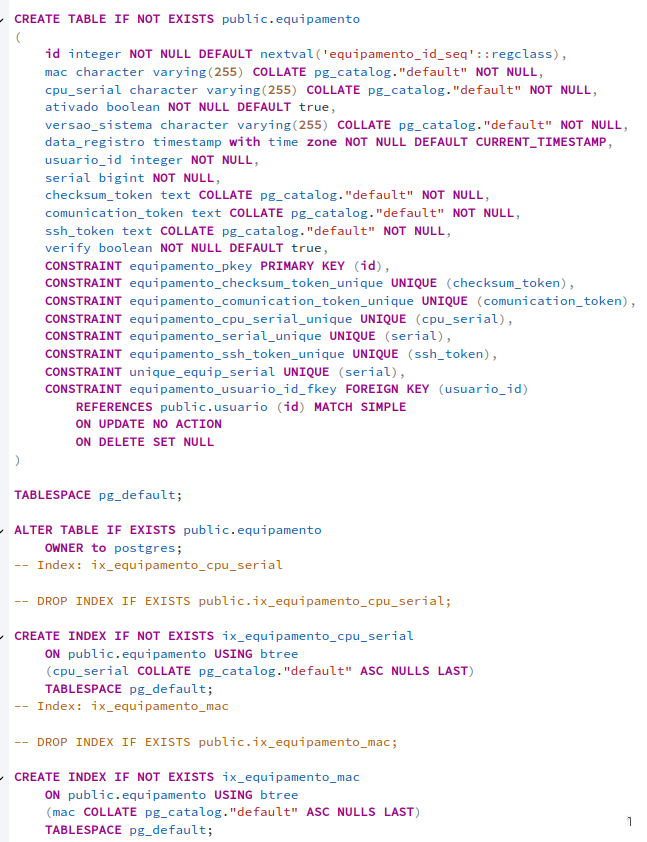 CREATE TABLE IF NOT EXISTS public.equipamento
(
    id integer NOT NULL DEFAULT nextval('equipamento_id_seq'::regclass),
    mac character varying(255) COLLATE pg_catalog."default" NOT NULL,
    cpu_serial character varying(255) COLLATE pg_catalog."default" NOT NULL,
    ativado boolean NOT NULL DEFAULT true,
    versao_sistema character varying(255) COLLATE pg_catalog."default" NOT NULL,
    data_registro timestamp with time zone NOT NULL DEFAULT CURRENT_TIMESTAMP,
    usuario_id integer NOT NULL,
    serial bigint NOT NULL,
    checksum_token text COLLATE pg_catalog."default" NOT NULL,
    comunication_token text COLLATE pg_catalog."default" NOT NULL,
    ssh_token text COLLATE pg_catalog."default" NOT NULL,
    verify boolean NOT NULL DEFAULT true,
    CONSTRAINT equipamento_pkey PRIMARY KEY (id),
    CONSTRAINT equipamento_checksum_token_unique UNIQUE (checksum_token),
    CONSTRAINT equipamento_comunication_token_unique UNIQUE (comunication_token),
    CONSTRAINT equipamento_cpu_serial_unique UNIQUE (cpu_serial),
    CONSTRAINT equipamento_serial_unique UNIQUE (serial),
    CONSTRAINT equipamento_ssh_token_unique UNIQUE (ssh_token),
    CONSTRAINT unique_equip_serial UNIQUE (serial),
    CONSTRAINT equipamento_usuario_id_fkey FOREIGN KEY (usuario_id)
        REFERENCES public.usuario (id) MATCH SIMPLE
        ON UPDATE NO ACTION
        ON DELETE SET NULL
)

TABLESPACE pg_default;

ALTER TABLE IF EXISTS public.equipamento
    OWNER to postgres;
-- Index: ix_equipamento_cpu_serial

-- DROP INDEX IF EXISTS public.ix_equipamento_cpu_serial;

CREATE INDEX IF NOT EXISTS ix_equipamento_cpu_serial
    ON public.equipamento USING btree
    (cpu_serial COLLATE pg_catalog."default" ASC NULLS LAST)
    TABLESPACE pg_default;
-- Index: ix_equipamento_mac

-- DROP INDEX IF EXISTS public.ix_equipamento_mac;

CREATE INDEX IF NOT EXISTS ix_equipamento_mac
    ON public.equipamento USING btree
    (mac COLLATE pg_catalog."default" ASC NULLS LAST)
    TABLESPACE pg_default;